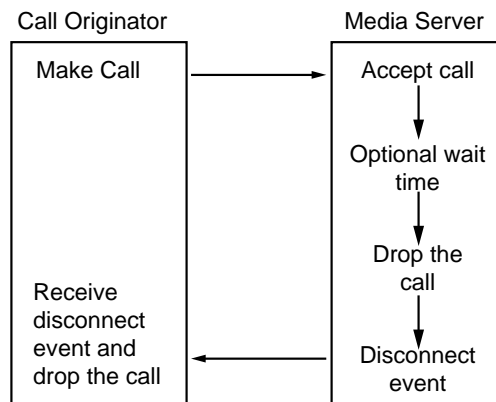 Call Originator
Media Server
Make Call
Accept call
Optional wait
time
Drop the
call
Receive
disconnect
event and
drop the call
Disconnect
event